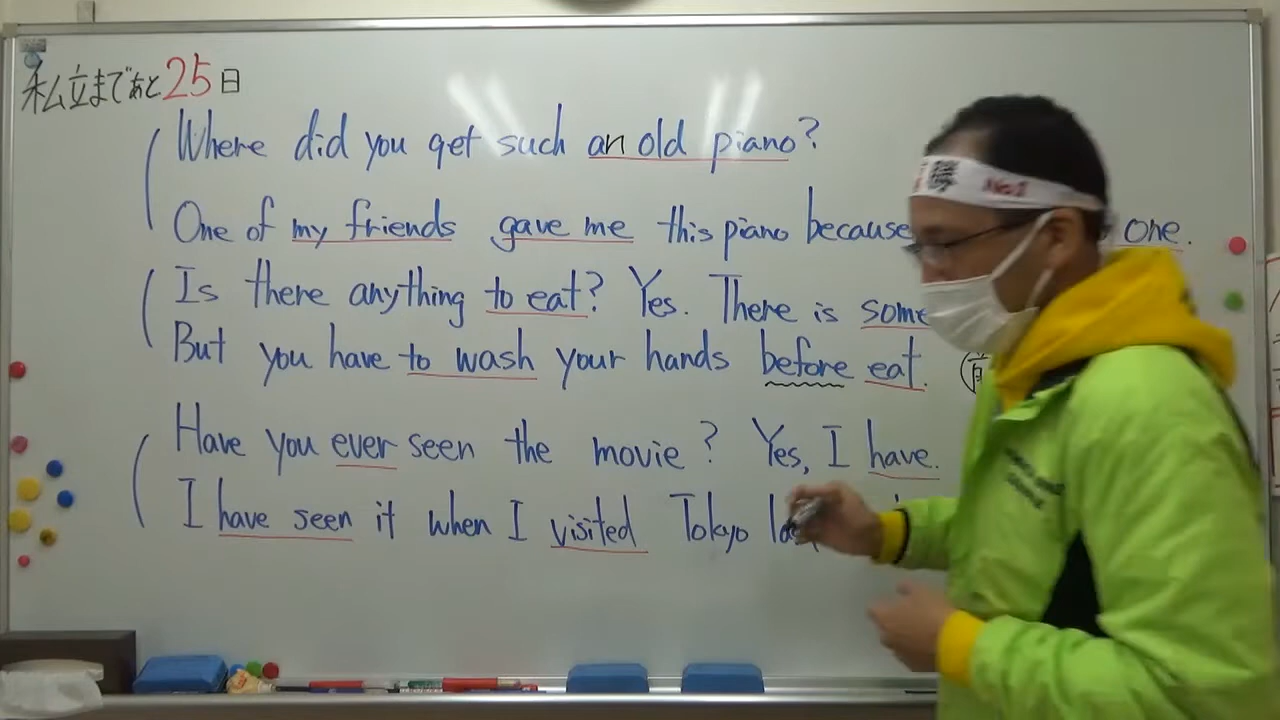 私立まであと25日
Where did you get such an old piano?
One of my friends gave me this piano because one.
Is there anything to eat? Yes. There is some
But you have to wash your hands before eat.
Have you ever seen the movie? Yes, I have.
I have seen it when I visited Tokyo
No.1